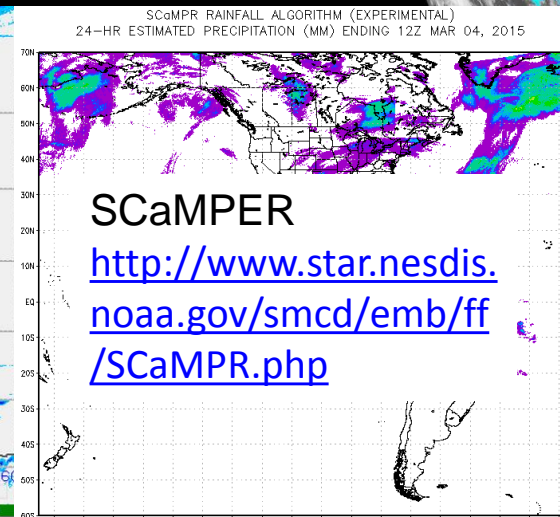 SCaMPR RAINFALL ALGORITHM (EXPERIMENTAL)
24-HR ESTIMATED PRECIPITATION (MM) ENDING 12Z MAR 04, 2015
70N
60N
50N
40N
30N
20N
10N
EQ
10S
20S
30S
40S
50S
60S
SCaMPER
http://www.star.nesdis.
noaa.gov/smcd/emb/ff
/SCaMPR.php